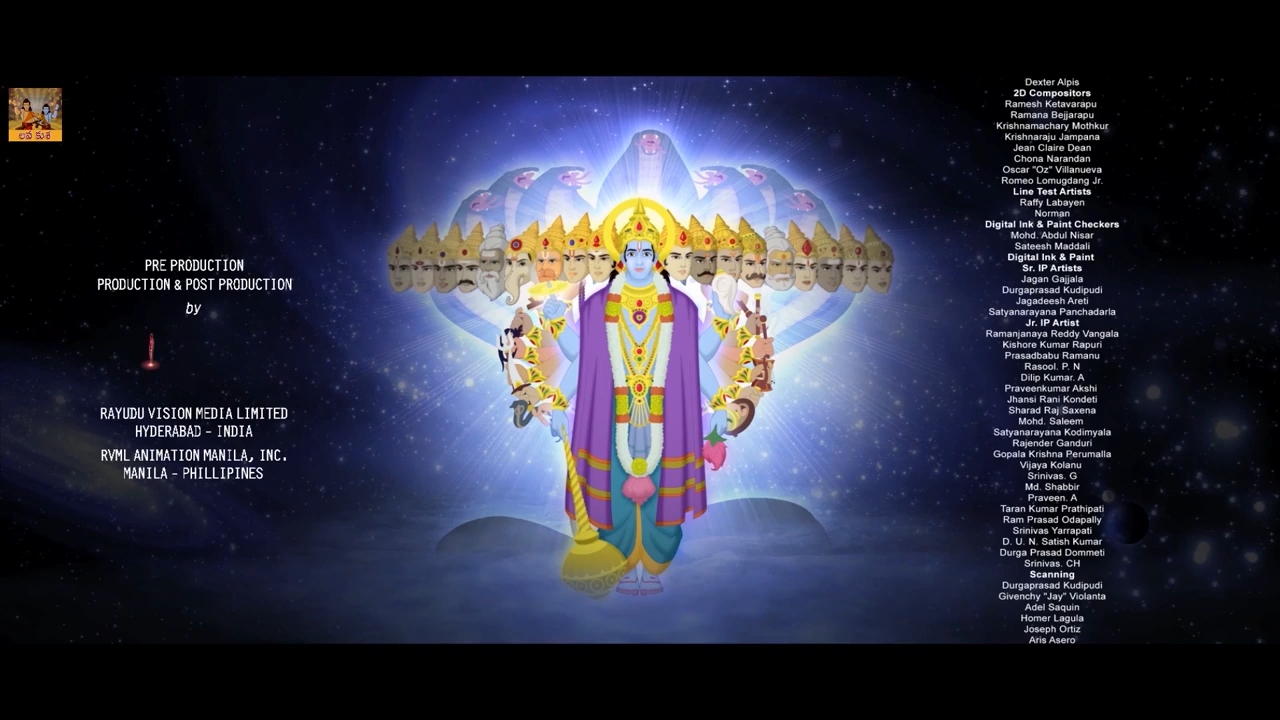 లవ కుశ
PRE PRODUCTION
PRODUCTION & POST PRODUCTION
by
RAYUDU VISION MEDIA LIMITED
HYDERABAD - INDIA
RVML ANIMATION MANILA, INC.
MANILA - PHILLIPINES
Dexter Alpis
2D Compositors
Ramesh Ketavarapu
Ramana Bejjarapu
Krishnamachary Mothkur
Krishnaraju Jampana
Jean Claire Dean
Chona Narandan
Oscar "Oz" Villanueva
Romeo Lomugdang Jr.
Line Test Artists
Raffy Labayen
Norman
Digital Ink & Paint Checkers
Mohd. Abdul Nisar
Sateesh Maddali
Digital Ink & Paint
Sr. IP Artists
Jagan Gajjala
Durgaprasad Kudipudi
Jagadeesh Areti
Satyanarayana Panchadarla
Jr. IP Artist
Ramanjanaya Reddy Vangala
Kishore Kumar Rapuri
Prasadbabu Ramanu
Rasool. P. N
Dilip Kumar. A
Praveenkumar Akshi
Jhansi Rani Kondeti
Sharad Raj Saxena
Mohd. Saleem
Satyanarayana Kodimyala
Rajender Ganduri
Gopala Krishna Perumalla
Vijaya Kolanu
Srinivas. G
Md. Shabbir
Praveen. A
Taran Kumar Prathipati
Ram Prasad Odapally
Srinivas Yarrapati
D. U. N. Satish Kumar
Durga Prasad Dommeti
Srinivas. CH
Scanning
Durgaprasad Kudipudi
Givenchy "Jay" Violanta
Adel Saquin
Homer Lagula
Joseph Ortiz
Aris Asero